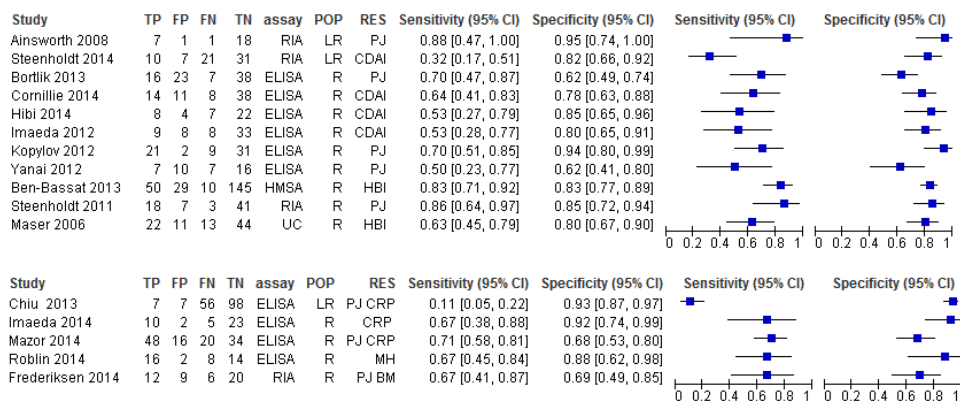 Study TP FP FN TN assay POP RES Sensitivity (95% CI) Specificity (95% CI) Sensitivity (95% CI) Specificity (95% CI)
Ainsworth 2008 7 1 1 18 RIA LR PJ 0.88 [0.47, 1.00] 0.95 [0.74, 1.00]
Steenholdt 2014 10 7 21 31 RIA LR CDAI 0.32 [0.17, 0.51] 0.82 [0.66, 0.92]
Bortlik 2013 16 23 7 38 ELISA R PJ 0.70 [0.47, 0.87] 0.62 [0.49, 0.74]
Cornillie 2014 14 11 8 38 ELISA R CDAI 0.64 [0.41, 0.83] 0.78 [0.63, 0.88]
Hibi 2014 8 4 7 22 ELISA R CDAI 0.53 [0.27, 0.79] 0.85 [0.65, 0.96]
Imaeda 2012 9 8 8 33 ELISA R CDAI 0.53 [0.28, 0.77] 0.80 [0.65, 0.91]
Kopylov 2012 21 2 9 31 ELISA R PJ 0.70 [0.51, 0.85] 0.94 [0.80, 0.99]
Yanai 2012 7 10 7 16 ELISA R PJ 0.50 [0.23, 0.77] 0.62 [0.41, 0.80]
Ben-Bassat 2013 50 29 10 145 HMSA R HBI 0.83 [0.71, 0.92] 0.83 [0.77, 0.89]
Steenholdt 2011 18 7 3 41 RIA R PJ 0.86 [0.64, 0.97] 0.85 [0.72, 0.94]
Maser 2006 22 11 13 44 UC R HBI 0.63 [0.45, 0.79] 0.80 [0.67, 0.90]
0 0.2 0.4 0.6 0.8 1 0 0.2 0.4 0.6 0.8 1
Study TP FP FN TN assay POP RES Sensitivity (95% CI) Specificity (95% CI) Sensitivity (95% CI) Specificity (95% CI)
Chiu 2013 7 7 56 98 ELISA LR PJ CRP 0.11 [0.05, 0.22] 0.93 [0.87, 0.97]
Imaeda 2014 10 2 5 23 ELISA R CRP 0.67 [0.38, 0.88] 0.92 [0.74, 0.99]
Mazor 2014 48 16 20 34 ELISA R PJ CRP 0.71 [0.58, 0.81] 0.68 [0.53, 0.80]
Roblin 2014 16 2 8 14 ELISA R MH 0.67 [0.45, 0.84] 0.88 [0.62, 0.98]
Frederiksen 2014 12 9 6 20 RIA R PJ BM 0.67 [0.41, 0.87] 0.69 [0.49, 0.85]
0 0.2 0.4 0.6 0.8 1 0 0.2 0.4 0.6 0.8 1